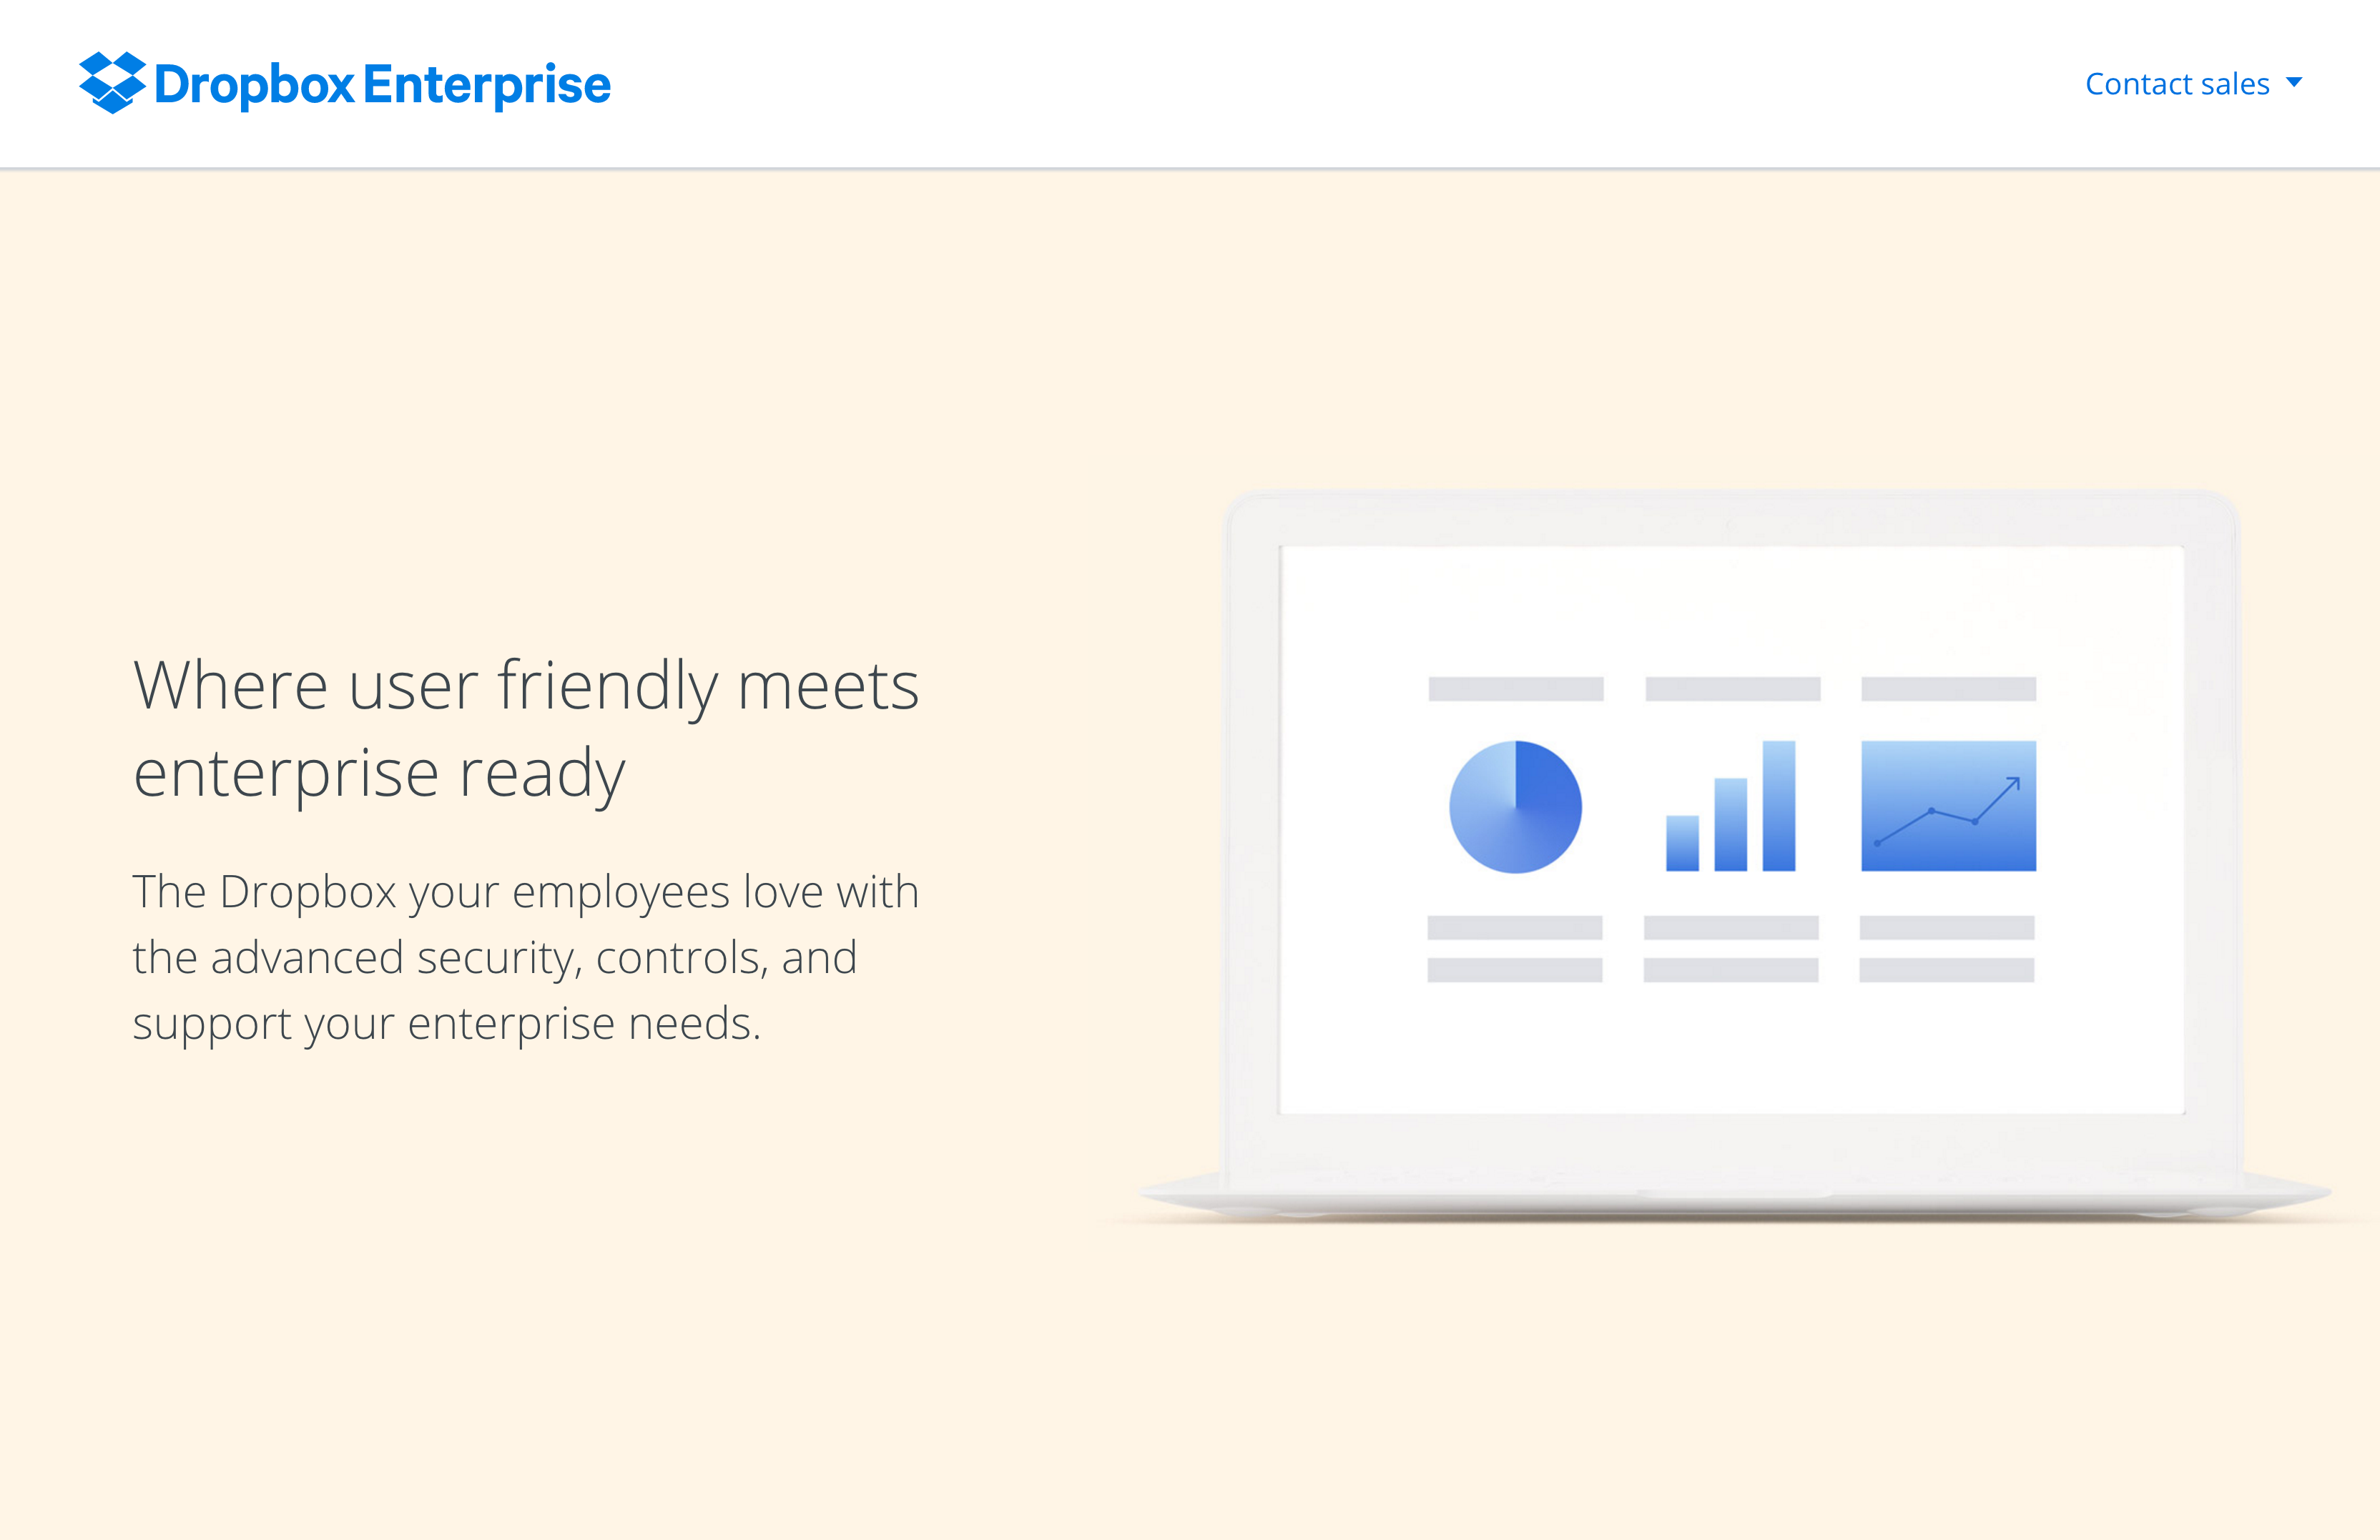 Dropbox Enterprise
Contact sales
Where user friendly meets
enterprise ready
The Dropbox your employees love with
the advanced security, controls, and
support your enterprise needs.